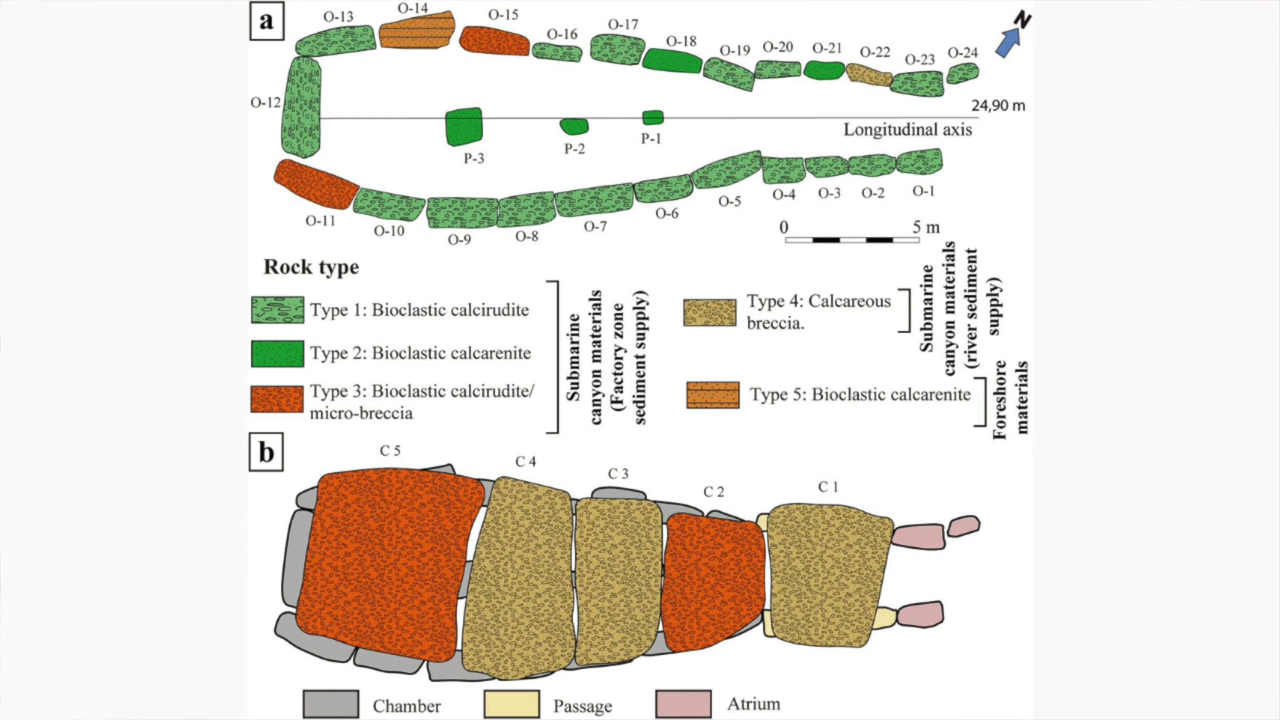 a
O-13
O-14
O-15
O-16
O-17
O-18
O-19
O-20
O-21
O-22
O-23
O-24
N
O-12
24,90 m
Longitudinal axis
P-3
P-2
P-1
O-11
O-10
O-9
O-8
O-7
O-6
O-5
O-4
O-3
O-2
O-1
0
5 m
Rock type
Type 1: Bioclastic calcirudite
Type 2: Bioclastic calcarenite
Type 3: Bioclastic calcirudite/
micro-breccia
Submarine
canyon materials
(Factory zone
sediment supply)
Type 4: Calcareous
breccia.
Submarine
canyon materials
(river sediment
supply)
Type 5: Bioclastic calcarenite
Foreshore
materials
b
C 5
C 4
C 3
C 2
C 1
Chamber
Passage
Atrium